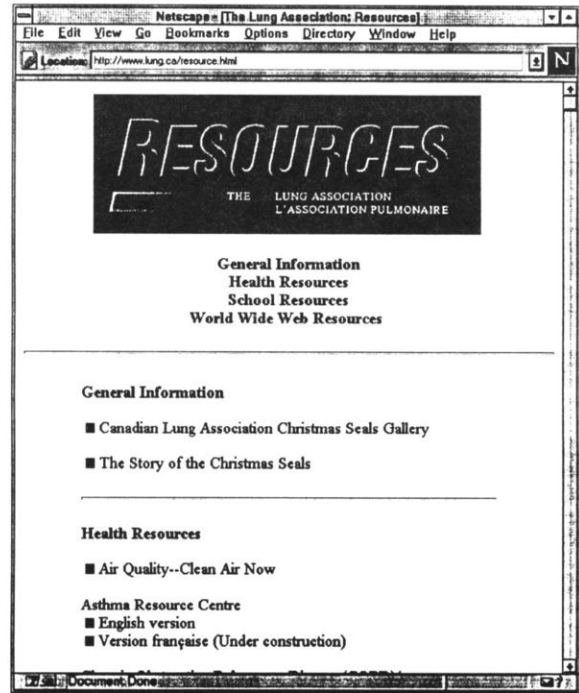 Netscape - [The Lung Association: Resources]
File Edit View Go Bookmarks Options Directory Window Help
Location: http://www.lung.ca/resource.html
N
RESOURCES
THE LUNG ASSOCIATION
L'ASSOCIATION PULMONAIRE
General Information
Health Resources
School Resources
World Wide Web Resources
General Information
■ Canadian Lung Association Christmas Seals Gallery
■ The Story of the Christmas Seals
Health Resources
■ Air Quality--Clean Air Now
Asthma Resource Centre
■ English version
■ Version française (Under construction)
Document: Done